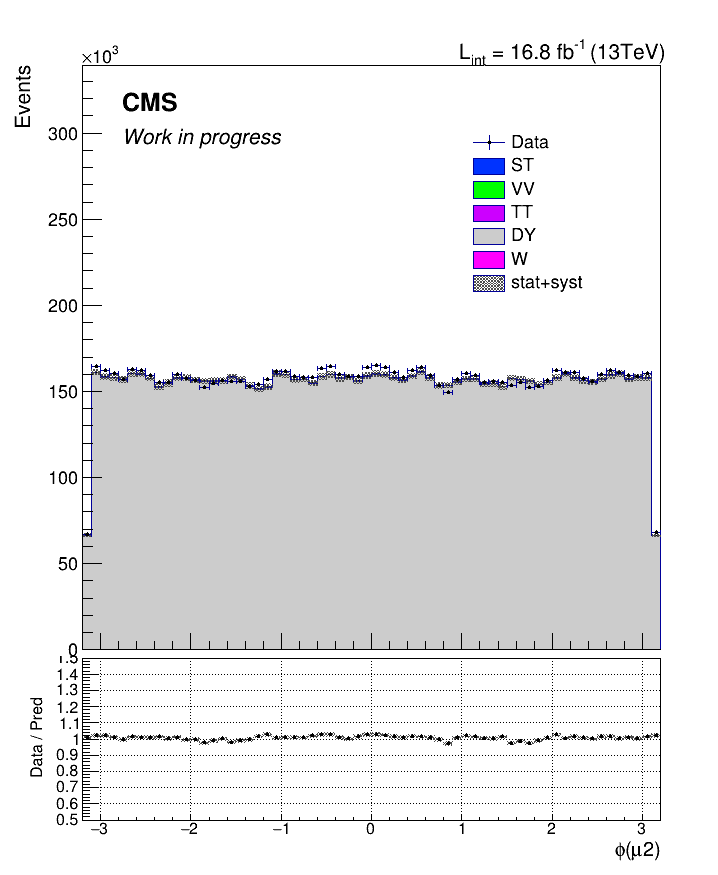 ×10³
L_int = 16.8 fb⁻¹ (13TeV)
Events
CMS
Work in progress
Data
ST
VV
TT
DY
W
stat+syst
300
250
200
150
100
50
0
Data / Pred
1.5
1.4
1.3
1.2
1.1
1
0.9
0.8
0.7
0.6
0.5
−3 −2 −1 0 1 2 3
ϕ(μ2)